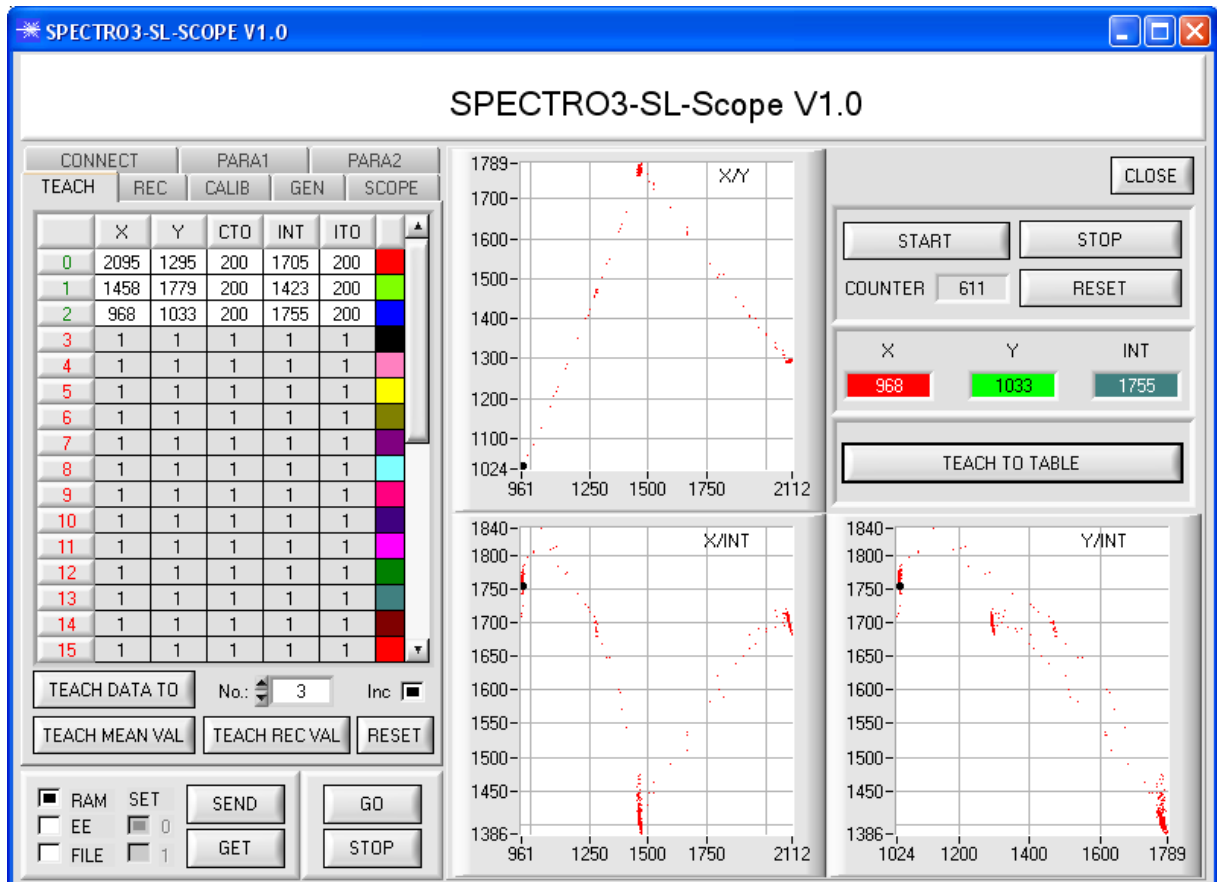 SPECTRO3-SL-SCOPE V1.0
SPECTRO3-SL-Scope V1.0
CONNECT PARA1 PARA2
TEACH REC CALIB GEN SCOPE
X Y CTO INT ITO
0 2095 1295 200 1705 200
1 1458 1779 200 1423 200
2 968 1033 200 1755 200
3 1 1 1 1 1
4 1 1 1 1 1
5 1 1 1 1 1
6 1 1 1 1 1
7 1 1 1 1 1
8 1 1 1 1 1
9 1 1 1 1 1
10 1 1 1 1 1
11 1 1 1 1 1
12 1 1 1 1 1
13 1 1 1 1 1
14 1 1 1 1 1
15 1 1 1 1 1
TEACH DATA TO No.: 3 Inc
TEACH MEAN VAL TEACH REC VAL RESET
RAM SET SEND GO
EE 0
FILE 1 GET STOP
X/Y
1789
1700
1600
1500
1400
1300
1200
1100
1024
961 1250 1500 1750 2112
CLOSE
START STOP
COUNTER 611 RESET
X Y INT
968 1033 1755
TEACH TO TABLE
X/INT
1840
1800
1750
1700
1650
1600
1550
1500
1450
1386
961 1250 1500 1750 2112
Y/INT
1840
1800
1750
1700
1650
1600
1550
1500
1450
1386
1024 1200 1400 1600 1789